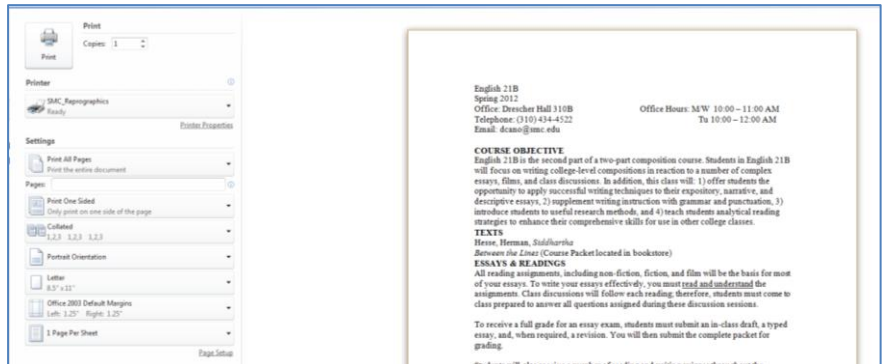 Print
Copies: 1
Print
Printer
SMC_Reprographics
Ready
Printer Properties
Settings
Print All Pages
Print the entire document
Pages:
Print One Sided
Only print on one side of the page
Collated
1,2,3 1,2,3 1,2,3
Portrait Orientation
Letter
8.5" x 11"
Office 2003 Default Margins
Left: 1.25" Right: 1.25"
1 Page Per Sheet
Page Setup
English 21B
Spring 2012
Office: Drescher Hall 310B Office Hours: M/W 10:00 – 11:00 AM
Telephone: (310) 434-4522 Tu 10:00 – 12:00 AM
Email: dcano@smc.edu
COURSE OBJECTIVE
English 21B is the second part of a two-part composition course. Students in English 21B
will focus on writing college-level compositions in reaction to a number of complex
essays, films, and class discussions. In addition, this class will: 1) offer students the
opportunity to apply successful writing techniques to their expository, narrative, and
descriptive essays, 2) supplement writing instruction with grammar and punctuation, 3)
introduce students to useful research methods, and 4) teach students analytical reading
strategies to enhance their comprehensive skills for use in other college classes.
TEXTS
Hesse, Herman, Siddhartha
Between the Lines (Course Packet located in bookstore)
ESSAYS & READINGS
All reading assignments, including non-fiction, fiction, and film will be the basis for most
of your essays. To write your essays effectively, you must read and understand the
assignments. Class discussions will follow each reading; therefore, students must come to
class prepared to answer all questions assigned during these discussion sessions.
To receive a full grade for an essay exam, students must submit an in-class draft, a typed
essay, and, when required, a revision. You will then submit the complete packet for
grading.